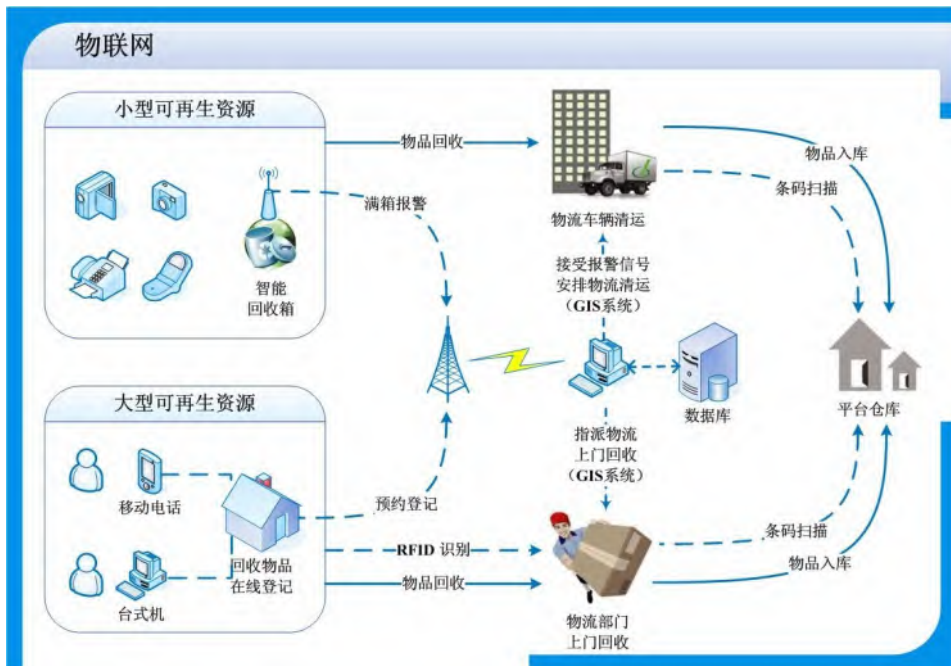 物联网
小型可再生资源
智能
回收箱
满箱报警
物品回收
物流车辆清运
物品入库
条码扫描
接受报警信号
安排物流清运
（GIS系统）
数据库
平台仓库
指派物流
上门回收
（GIS系统）
大型可再生资源
移动电话
台式机
回收物品
在线登记
预约登记
RFID 识别
物品回收
物流部门
上门回收
条码扫描
物品入库